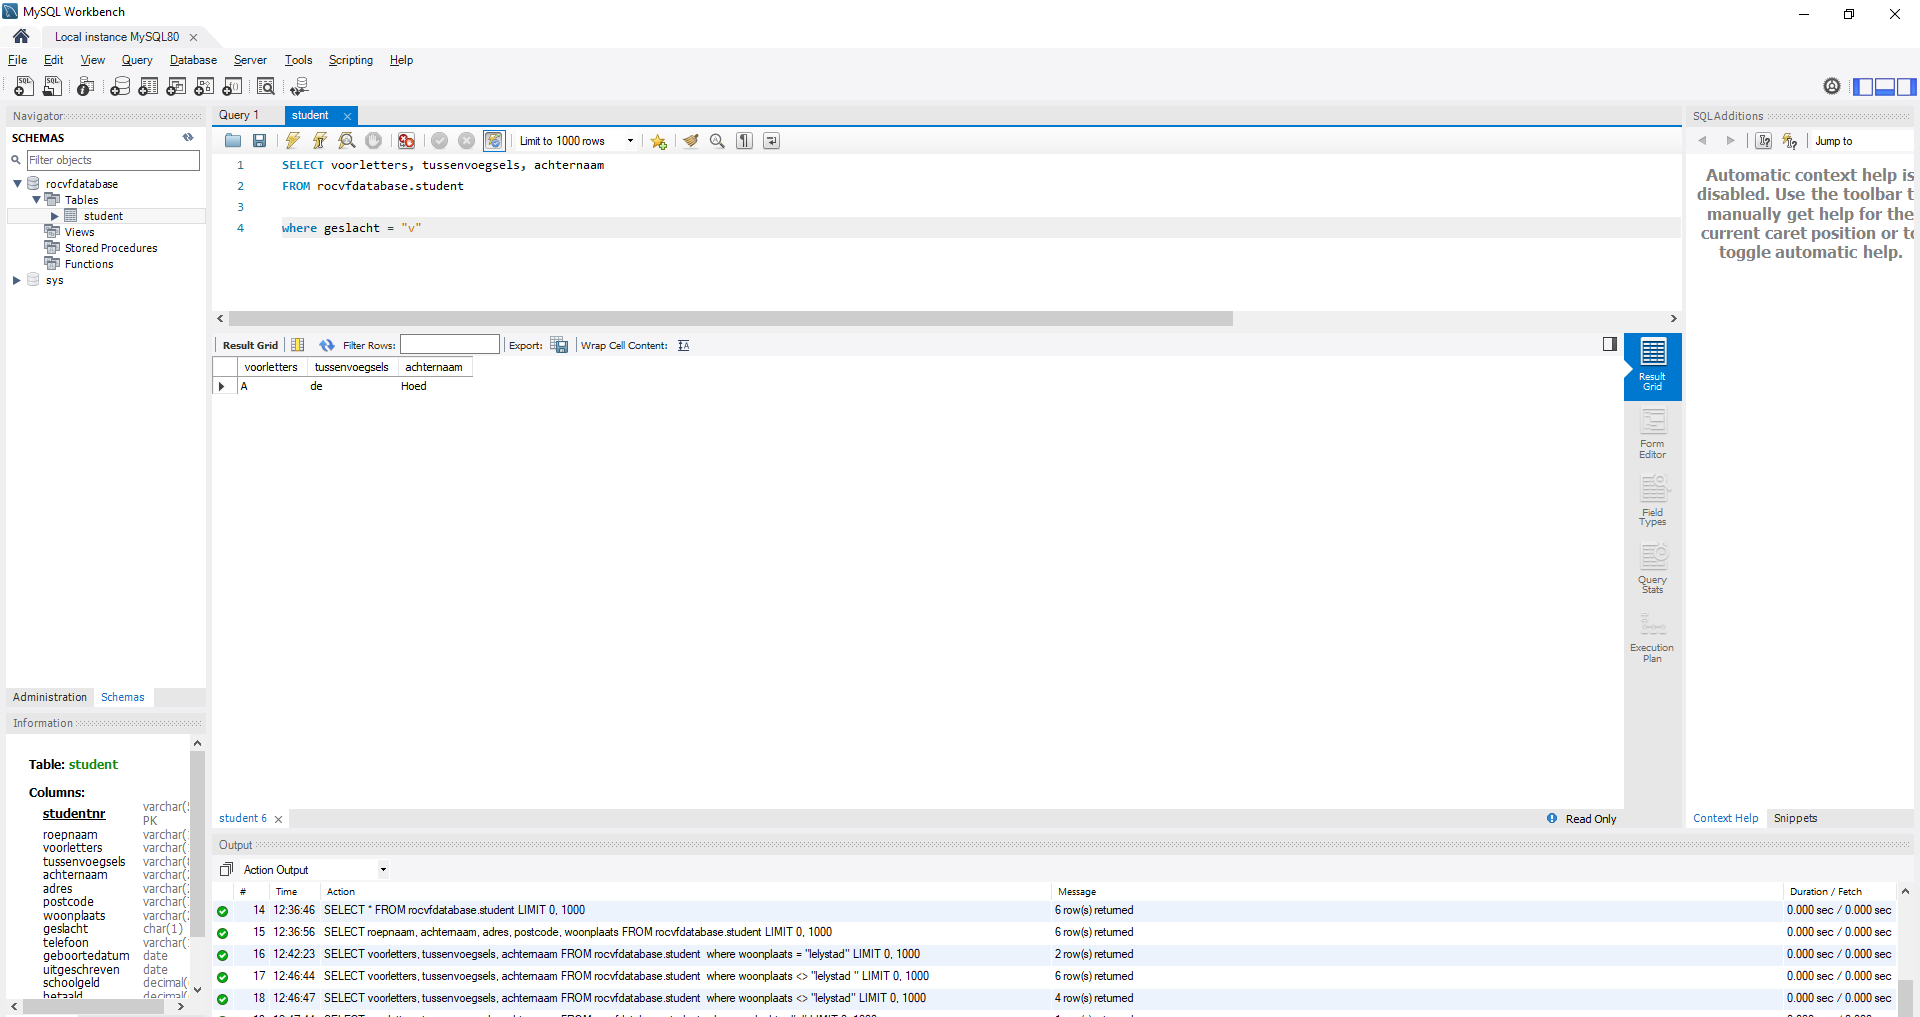 MySQL Workbench
Local instance MySQL80
File Edit View Query Database Server Tools Scripting Help
Navigator
SCHEMAS
Filter objects
rocvfdatabase
Tables
student
Views
Stored Procedures
Functions
sys
Administration Schemas
Information
Table: student
Columns:
studentnr varchar(
PK
roepnaam varchar(
voorletters varchar(
tussenvoegsels varchar(
achternaam varchar(
adres varchar(
postcode varchar(
woonplaats varchar(
geslacht char(1)
telefoon varchar(
geboortedatum date
uitgeschreven date
schoolgeld decimal(
betaald decimal(
Query 1 student
Limit to 1000 rows
1 SELECT voorletters, tussenvoegsels, achternaam
2 FROM rocvfdatabase.student
3
4 where geslacht = "v"
Result Grid Filter Rows: Export: Wrap Cell Content:
voorletters tussenvoegsels achternaam
A de Hoed
Result
Grid
Form
Editor
Field
Types
Query
Stats
Execution
Plan
student 6
Read Only
Output
Action Output
# Time Action Message Duration / Fetch
14 12:36:46 SELECT * FROM rocvfdatabase.student LIMIT 0, 1000 6 row(s) returned 0.000 sec / 0.000 sec
15 12:36:56 SELECT roepnaam, achternaam, adres, postcode, woonplaats FROM rocvfdatabase.student LIMIT 0, 1000 6 row(s) returned 0.000 sec / 0.000 sec
16 12:42:23 SELECT voorletters, tussenvoegsels, achternaam FROM rocvfdatabase.student where woonplaats = "lelystad" LIMIT 0, 1000 2 row(s) returned 0.000 sec / 0.000 sec
17 12:46:44 SELECT voorletters, tussenvoegsels, achternaam FROM rocvfdatabase.student where woonplaats <> "lelystad " LIMIT 0, 1000 6 row(s) returned 0.000 sec / 0.000 sec
18 12:46:47 SELECT voorletters, tussenvoegsels, achternaam FROM rocvfdatabase.student where woonplaats <> "lelystad" LIMIT 0, 1000 4 row(s) returned 0.000 sec / 0.000 sec
SQLAdditions
Jump to
Automatic context help is
disabled. Use the toolbar t
manually get help for the
current caret position or to
toggle automatic help.
Context Help Snippets